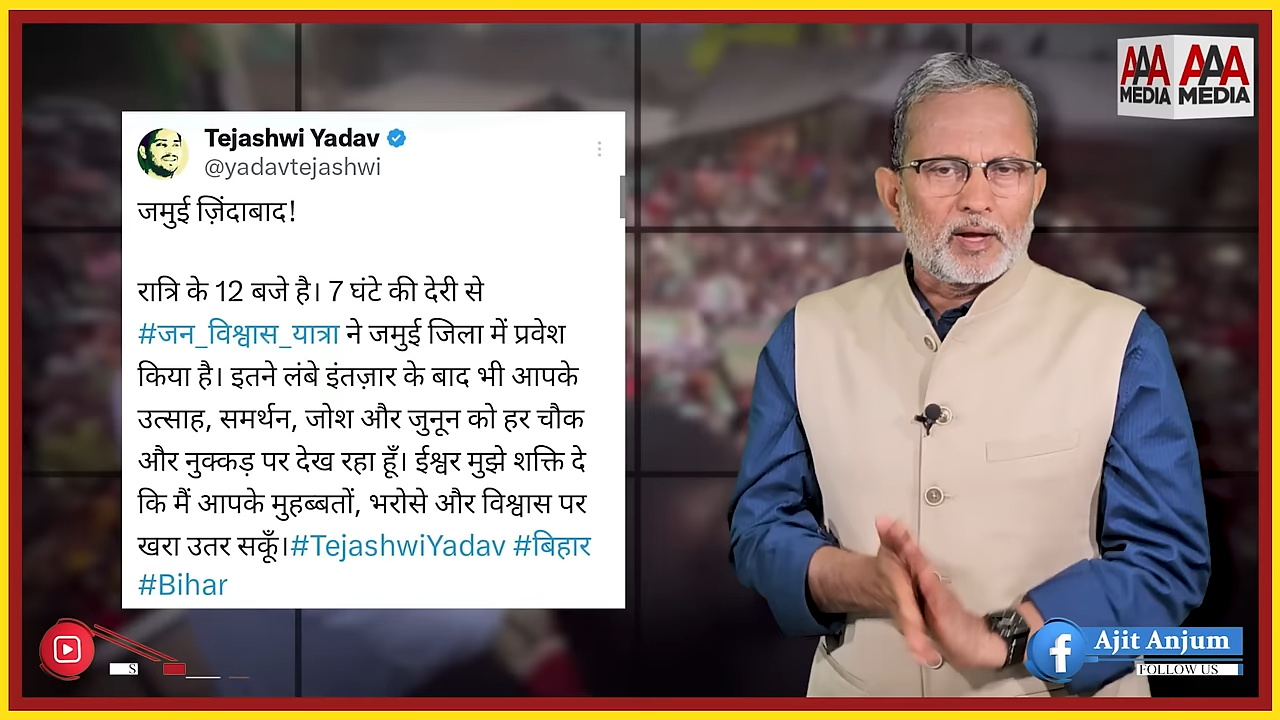 Tejashwi Yadav
@yadavtejashwi
जमुई ज़िंदाबाद!
रात्रि के 12 बजे है। 7 घंटे की देरी से
#जन_विश्वास_यात्रा ने जमुई जिला में प्रवेश
किया है। इतने लंबे इंतज़ार के बाद भी आपके
उत्साह, समर्थन, जोश और जुनून को हर चौक
और नुक्कड़ पर देख रहा हूँ। ईश्वर मुझे शक्ति दे
कि मैं आपके मुहब्बतों, भरोसे और विश्वास पर
खरा उतर सकूँ।#TejashwiYadav #बिहार
#Bihar
AAA AAA
MEDIA MEDIA
S
f Ajit Anjum
FOLLOW US